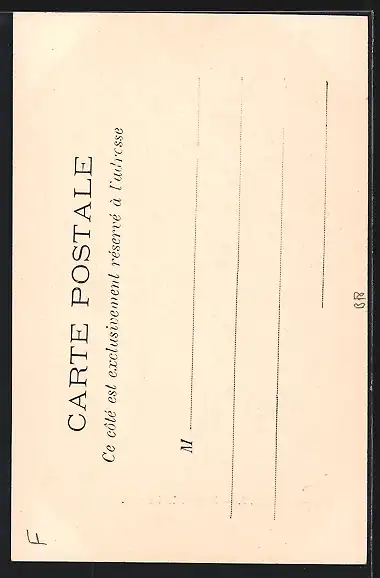 CARTE POSTALE
Ce côté est exclusivement réservé à l'adresse
M
F